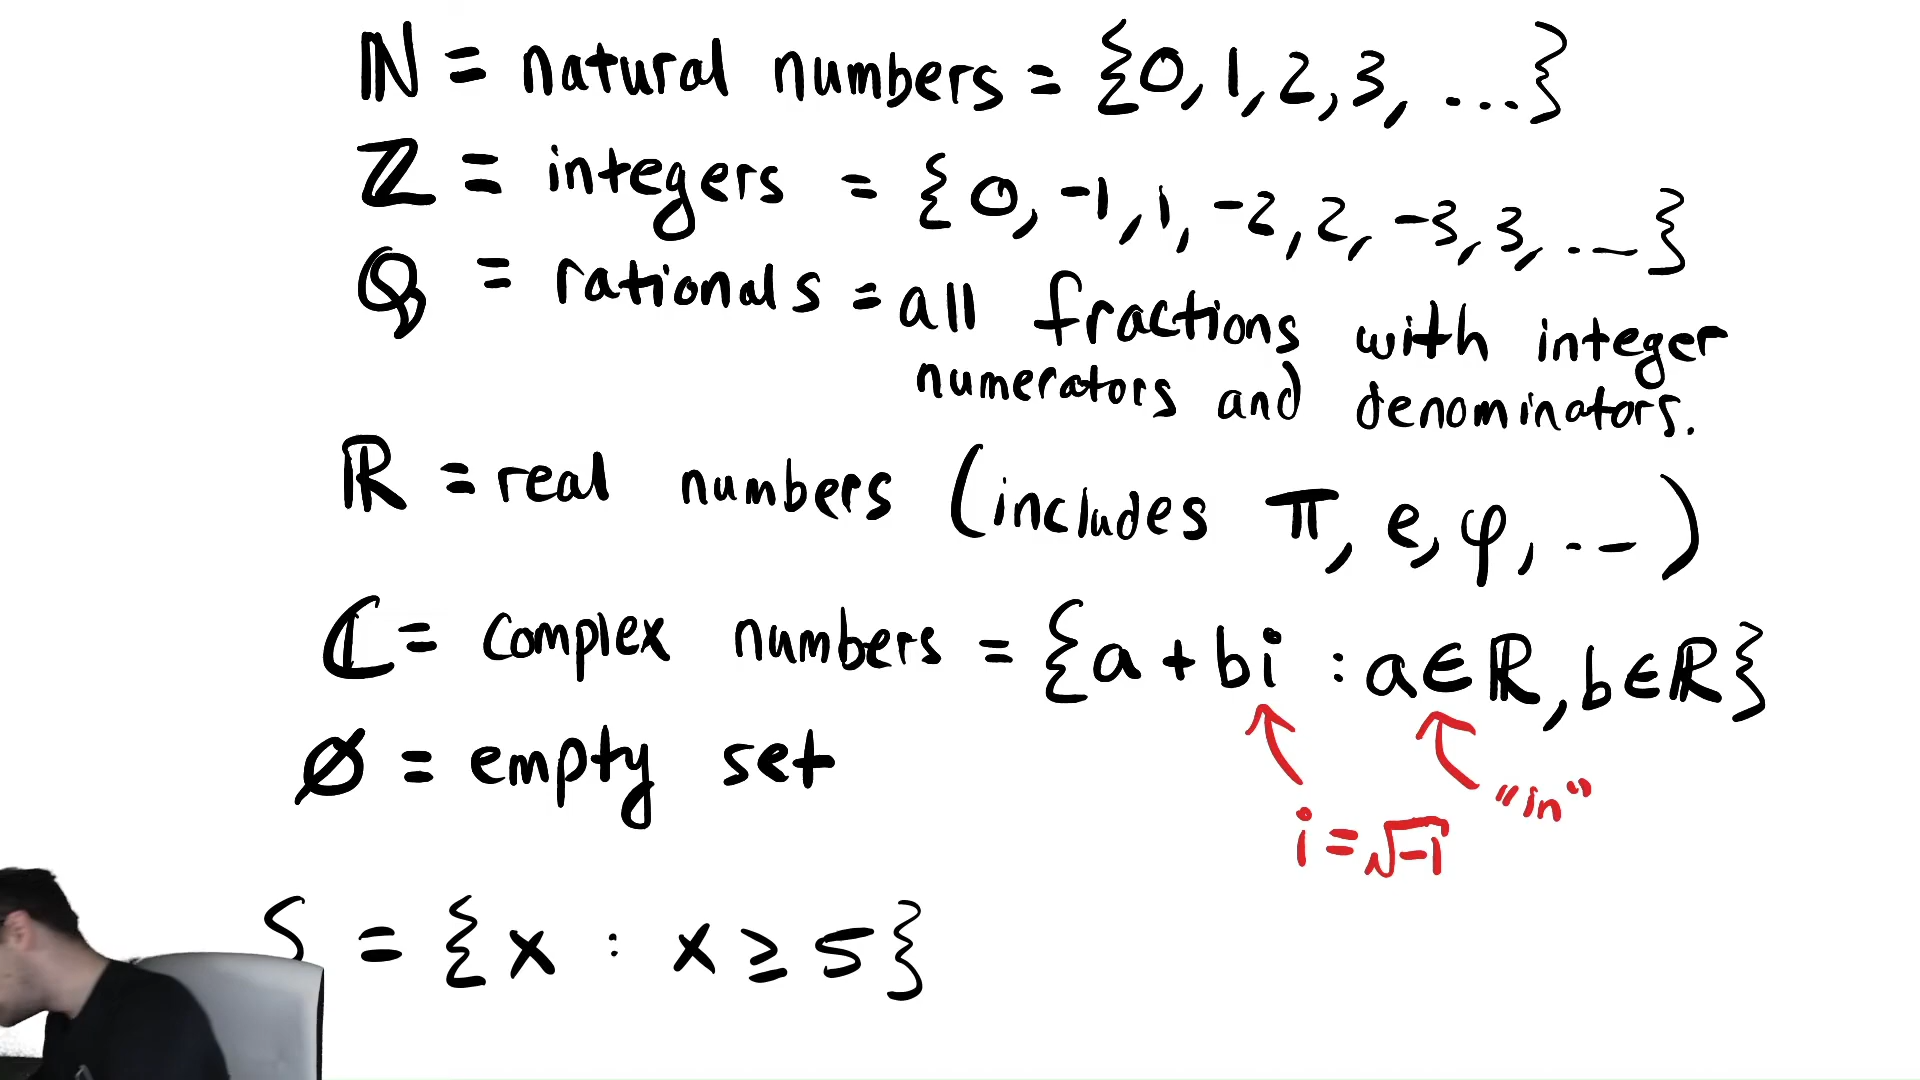 ℕ = natural numbers = {0, 1, 2, 3, ...}
ℤ = integers = {0, -1, 1, -2, 2, -3, 3, ...}
ℚ = rationals = all fractions with integer
numerators and denominators.
ℝ = real numbers (includes π, e, φ, ...)
ℂ = complex numbers = {a + bi : a ∈ ℝ, b ∈ ℝ}
∅ = empty set
"in"
i = √-1
S = {x : x ≥ 5}